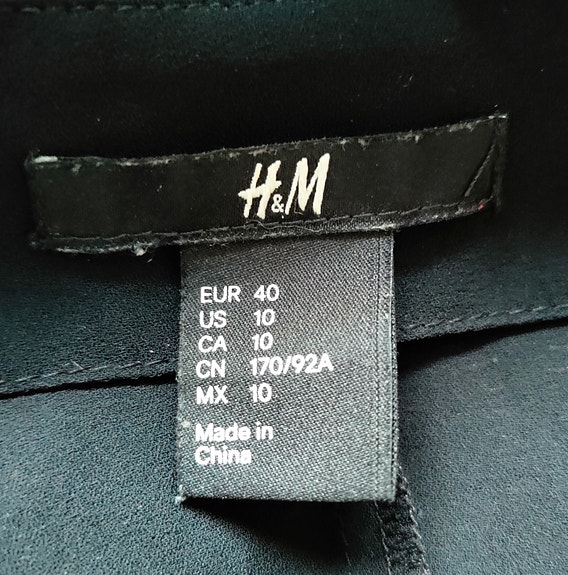 H&M
EUR 40
US 10
CA 10
CN 170/92A
MX 10
Made in
China